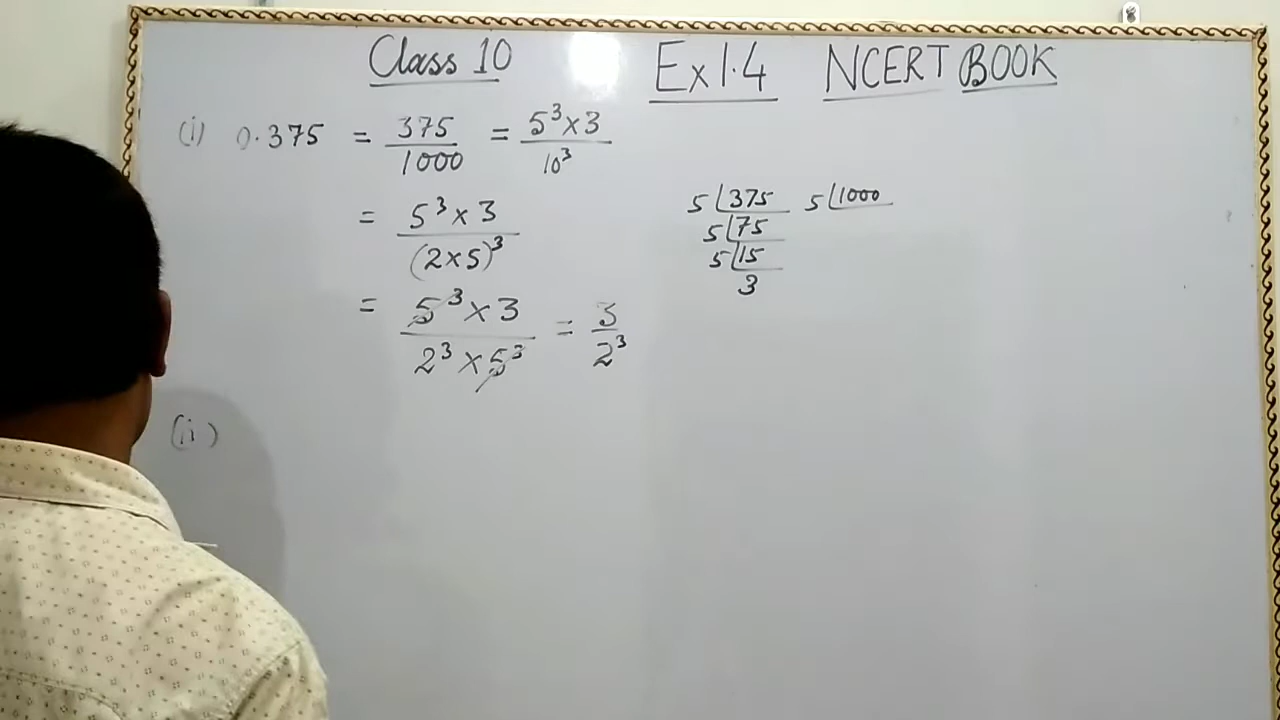 Class 10 Ex 1.4 NCERT BOOK
(i) 0.375 = 375/1000 = 5³×3/10³
= 5³×3/(2×5)³
= 5³×3/2³×5³ = 3/2³
5 375 5 1000
5 75
5 15
3
(ii)